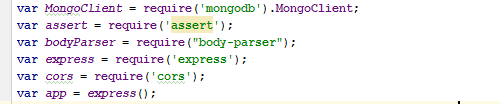 var MongoClient = require('mongodb').MongoClient;
var assert = require('assert');
var bodyParser = require("body-parser");
var express = require('express');
var cors = require('cors');
var app = express();